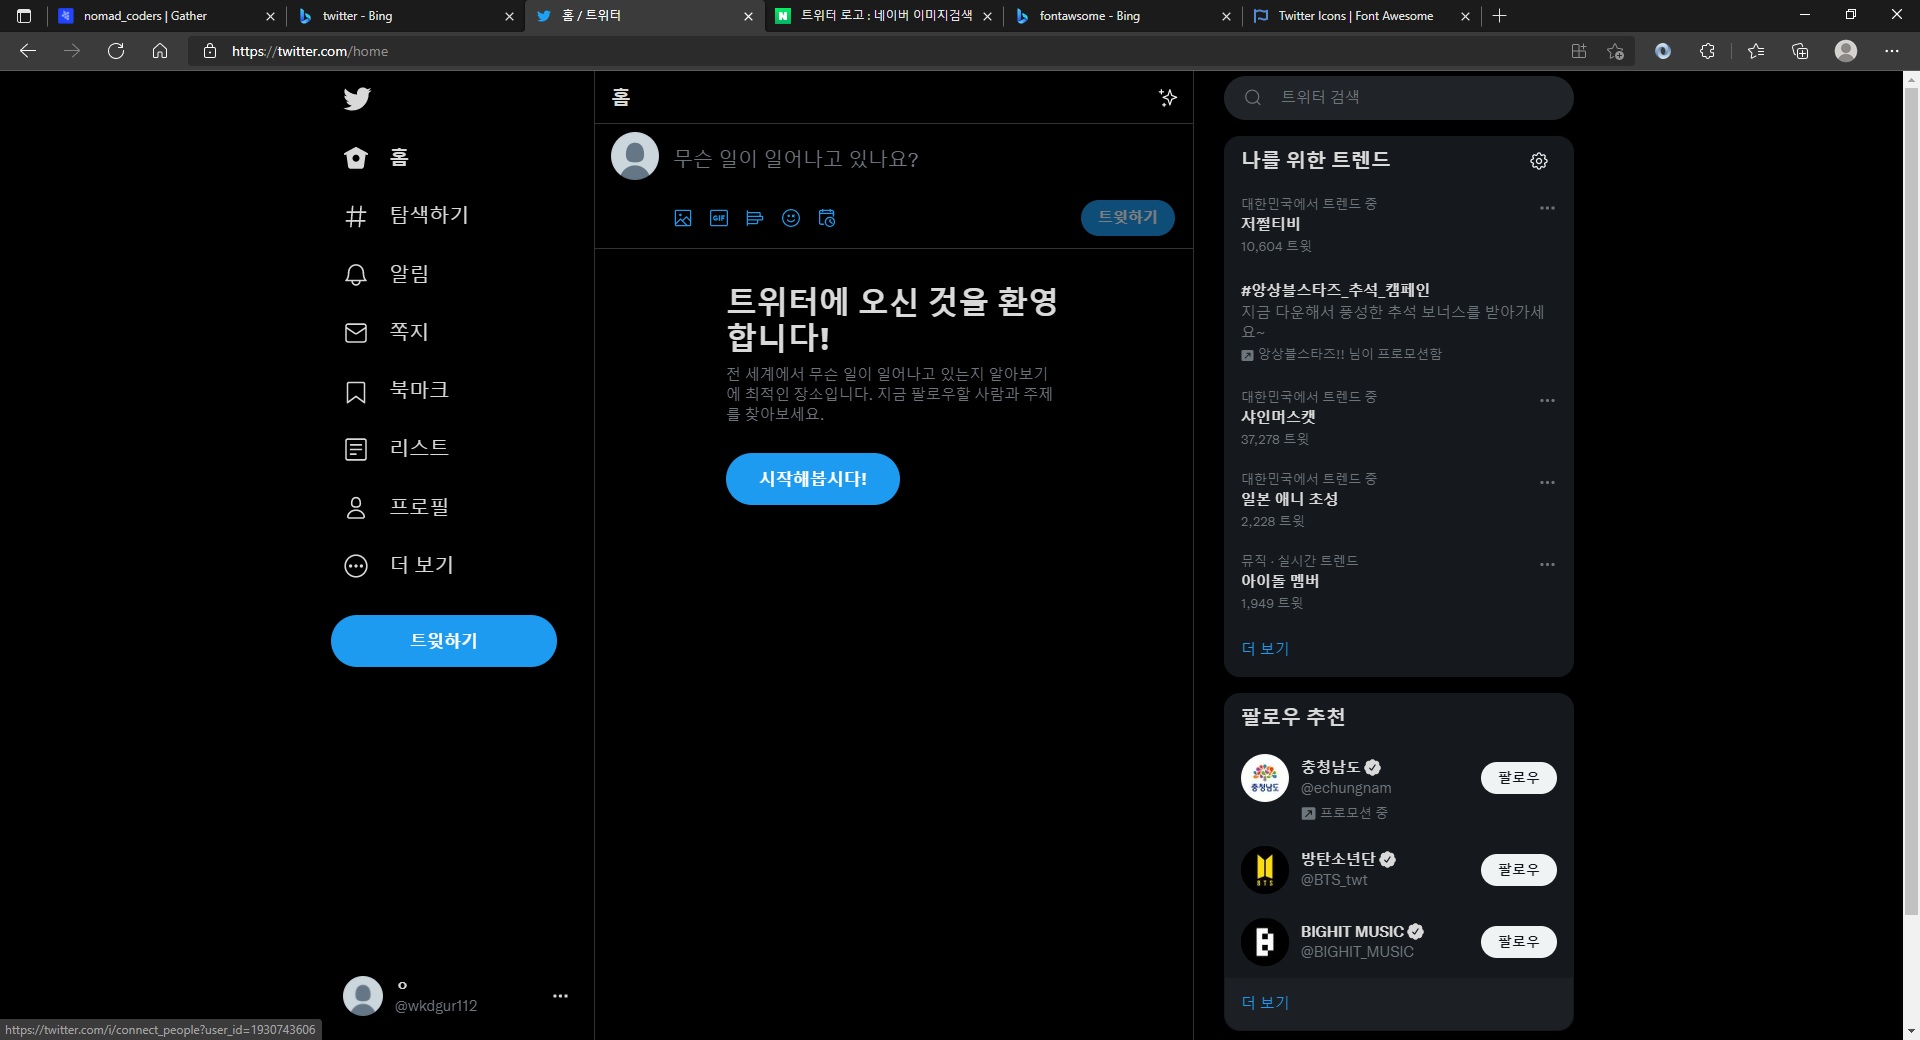 nomad_coders | Gather
twitter - Bing
홈 / 트위터
트위터 로고 : 네이버 이미지검색
fontawsome - Bing
Twitter Icons | Font Awesome
https://twitter.com/home
홈
탐색하기
알림
쪽지
북마크
리스트
프로필
더 보기
트윗하기
o
@wkdgur112
https://twitter.com/i/connect_people?user_id=1930743606
홈
무슨 일이 일어나고 있나요?
GIF
트윗하기
트위터에 오신 것을 환영
합니다!
전 세계에서 무슨 일이 일어나고 있는지 알아보기
에 최적인 장소입니다. 지금 팔로우할 사람과 주제
를 찾아보세요.
시작해봅시다!
트위터 검색
나를 위한 트렌드
대한민국에서 트렌드 중
저쩔티비
10,604 트윗
#앙상블스타즈_추석_캠페인
지금 다운해서 풍성한 추석 보너스를 받아가세
요~
앙상블스타즈!! 님이 프로모션함
대한민국에서 트렌드 중
샤인머스캣
37,278 트윗
대한민국에서 트렌드 중
일본 애니 초성
2,228 트윗
뮤직 · 실시간 트렌드
아이돌 멤버
1,949 트윗
더 보기
팔로우 추천
충청남도
충청남도
@echungnam
팔로우
프로모션 중
BTS
방탄소년단
@BTS_twt
팔로우
BIGHIT MUSIC
@BIGHIT_MUSIC
팔로우
더 보기